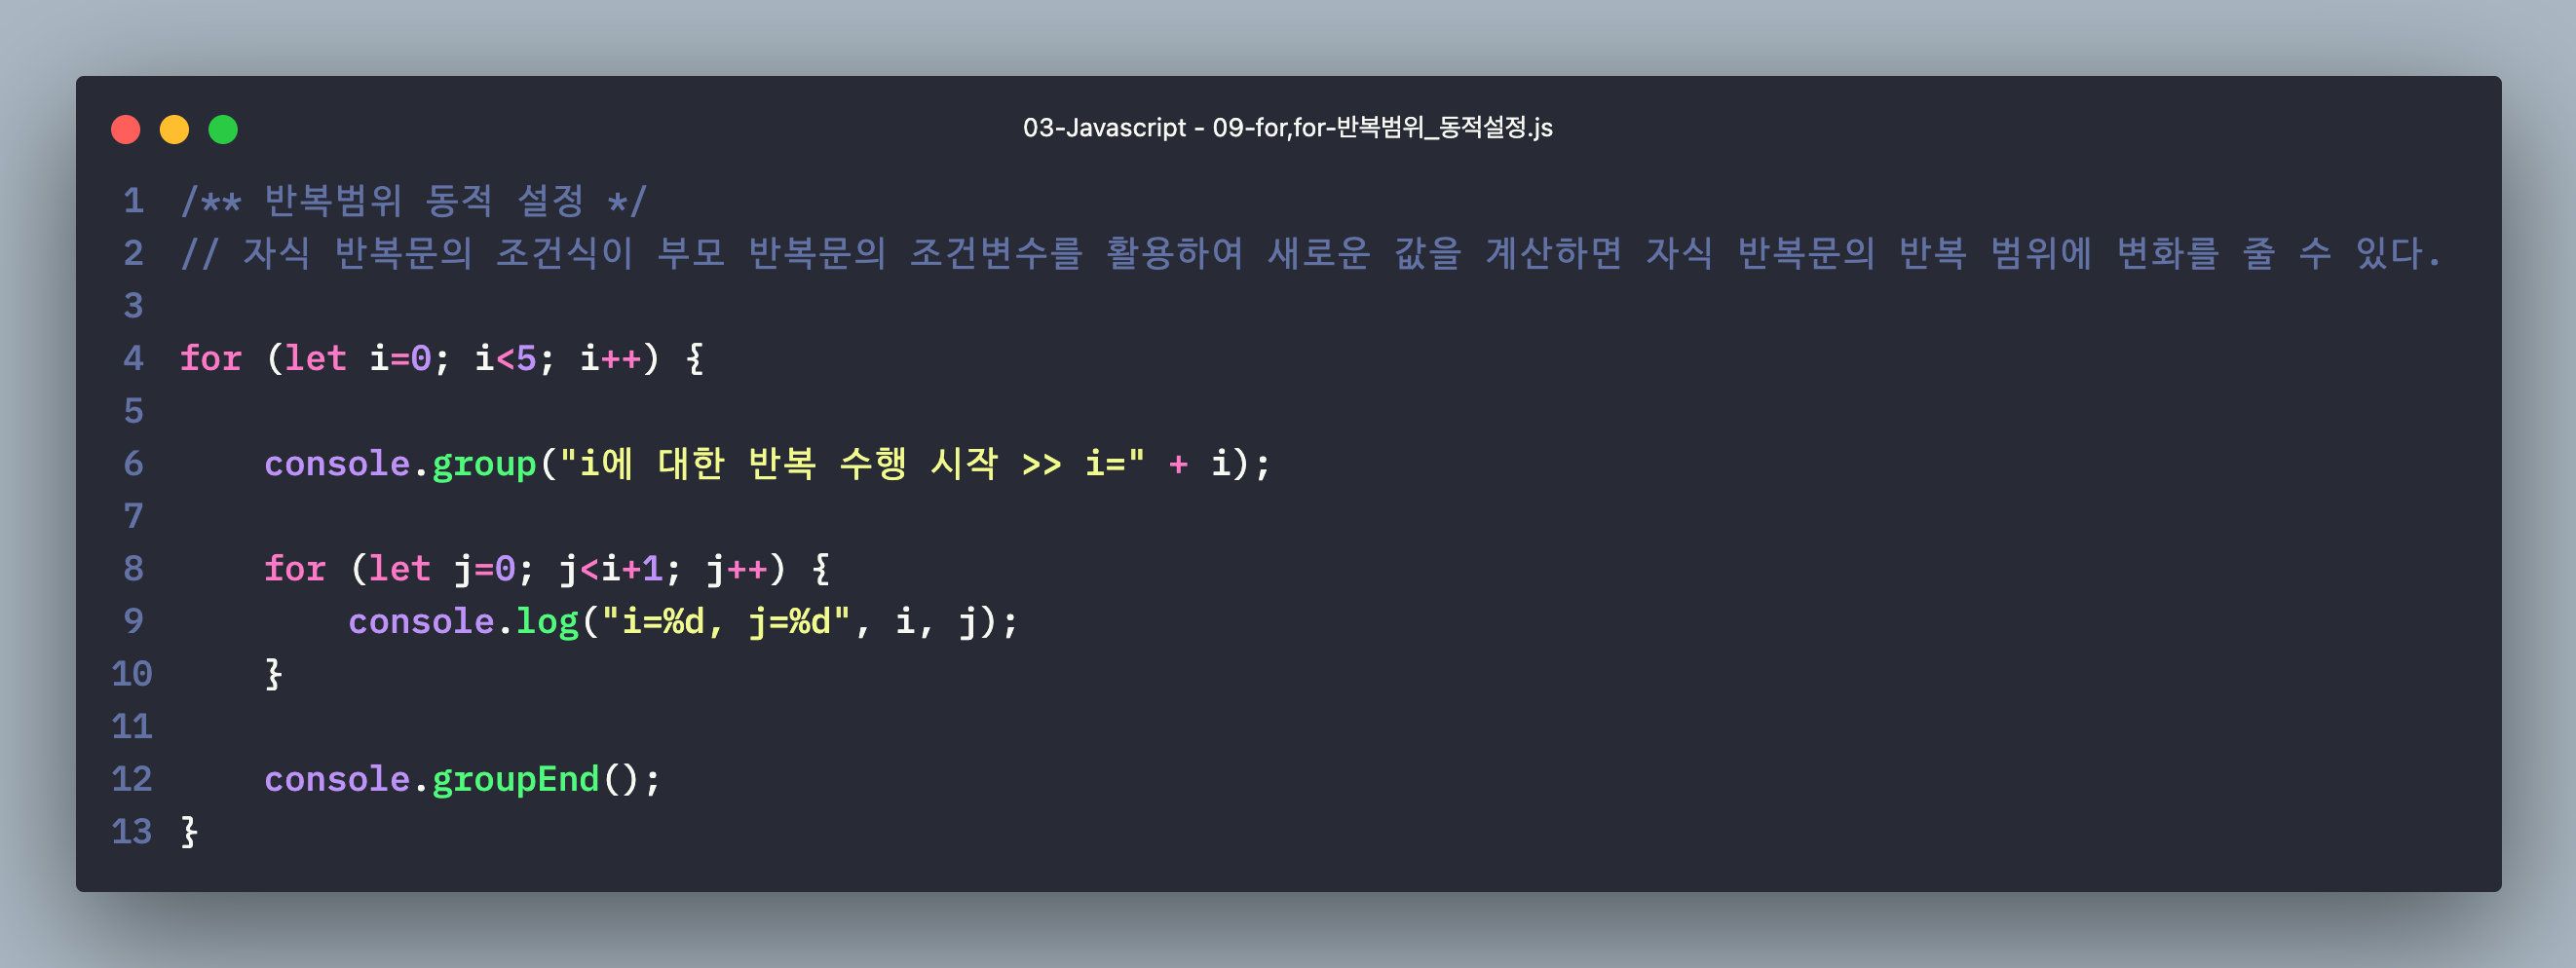 03-Javascript - 09-for,for-반복범위_동적설정.js
1 /** 반복범위 동적 설정 */
2 // 자식 반복문의 조건식이 부모 반복문의 조건변수를 활용하여 새로운 값을 계산하면 자식 반복문의 반복 범위에 변화를 줄 수 있다.
3
4 for (let i=0; i<5; i++) {
5
6     console.group("i에 대한 반복 수행 시작 >> i=" + i);
7
8     for (let j=0; j<i+1; j++) {
9         console.log("i=%d, j=%d", i, j);
10     }
11
12     console.groupEnd();
13 }